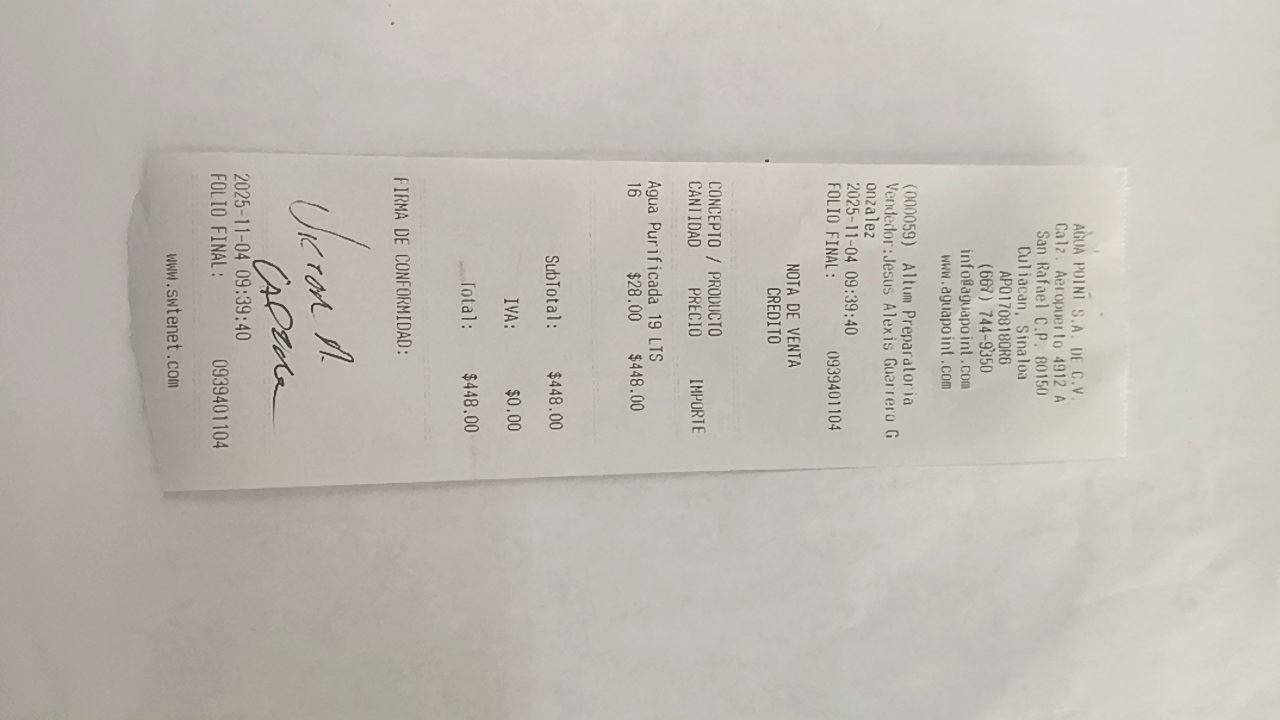 AGUA POINT S.A. DE C.V.
Calz. Aeropuerto 4912 A
San Rafael C.P. 80150
Culiacan, Sinaloa
APO170818QR6
(667) 744-9350
info@aguapoint.com
www.aguapoint.com
(000059) Altum Preparatoria
Vendedor:Jesus Alexis Guerrero G
onzalez
2025-11-04 09:39:40
FOLIO FINAL: 0939401104
NOTA DE VENTA
CREDITO
CONCEPTO / PRODUCTO
CANTIDAD PRECIO IMPORTE
Agua Purificada 19 LTS
16 $28.00 $448.00
SubTotal: $448.00
IVA: $0.00
Total: $448.00
FIRMA DE CONFORMIDAD:
Victor M
2025-11-04 09:39:40
FOLIO FINAL: 0939401104
www.swtenet.com